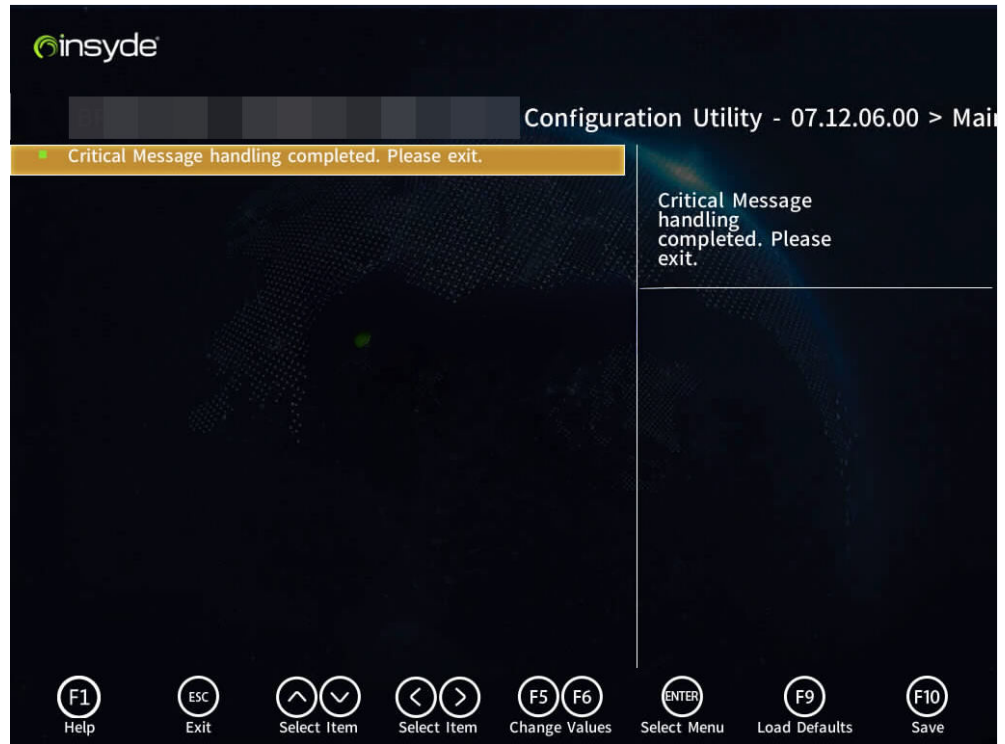 insyde
Configuration Utility - 07.12.06.00 > Mai
Critical Message handling completed. Please exit.
Critical Message
handling
completed. Please
exit.
F1 ESC F5 F6 ENTER F9 F10
Help Exit Select Item Select Item Change Values Select Menu Load Defaults Save